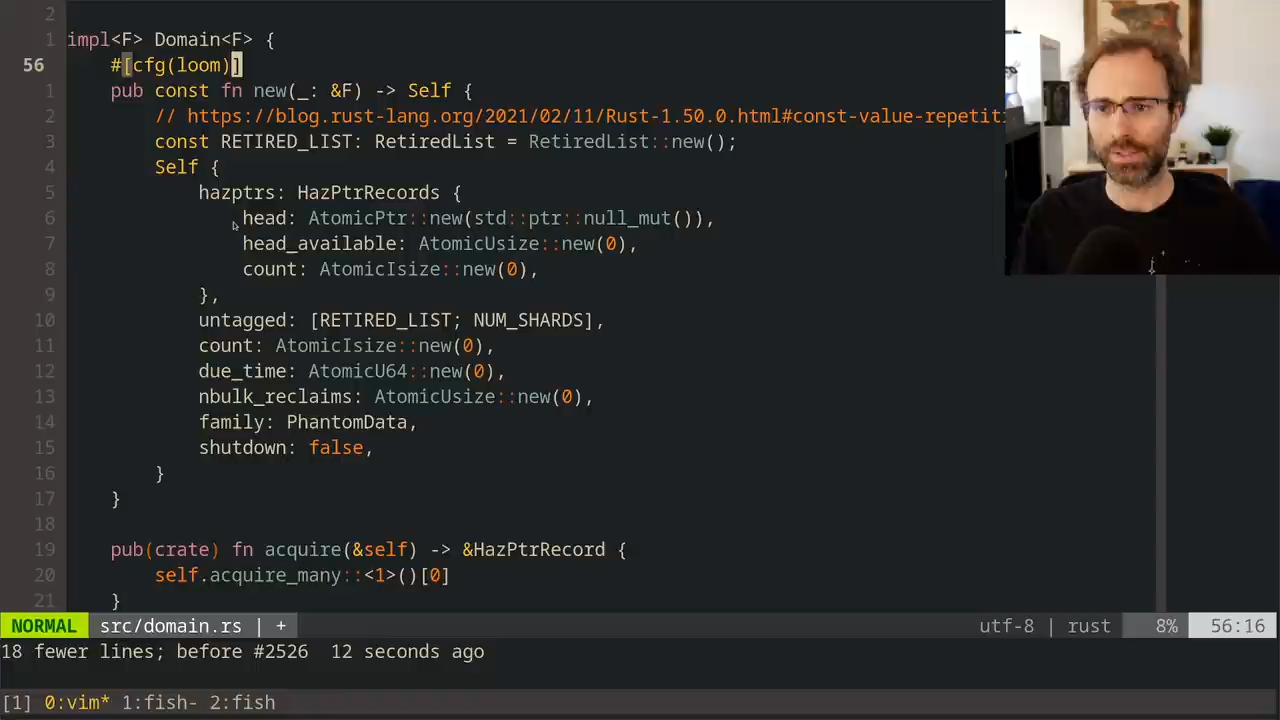 2
1 impl<F> Domain<F> {
56 #[cfg(loom)]
1 pub const fn new(_: &F) -> Self {
2 // https://blog.rust-lang.org/2021/02/11/Rust-1.50.0.html#const-value-repetiti
3 const RETIRED_LIST: RetiredList = RetiredList::new();
4 Self {
5 hazptrs: HazPtrRecords {
6 head: AtomicPtr::new(std::ptr::null_mut()),
7 head_available: AtomicUsize::new(0),
8 count: AtomicIsize::new(0),
9 },
10 untagged: [RETIRED_LIST; NUM_SHARDS],
11 count: AtomicIsize::new(0),
12 due_time: AtomicU64::new(0),
13 nbulk_reclaims: AtomicUsize::new(0),
14 family: PhantomData,
15 shutdown: false,
16 }
17 }
18
19 pub(crate) fn acquire(&self) -> &HazPtrRecord {
20 self.acquire_many::<1>()[0]
21 }
NORMAL src/domain.rs | + utf-8 | rust 8% 56:16
18 fewer lines; before #2526 12 seconds ago
[1] 0:vim* 1:fish- 2:fish